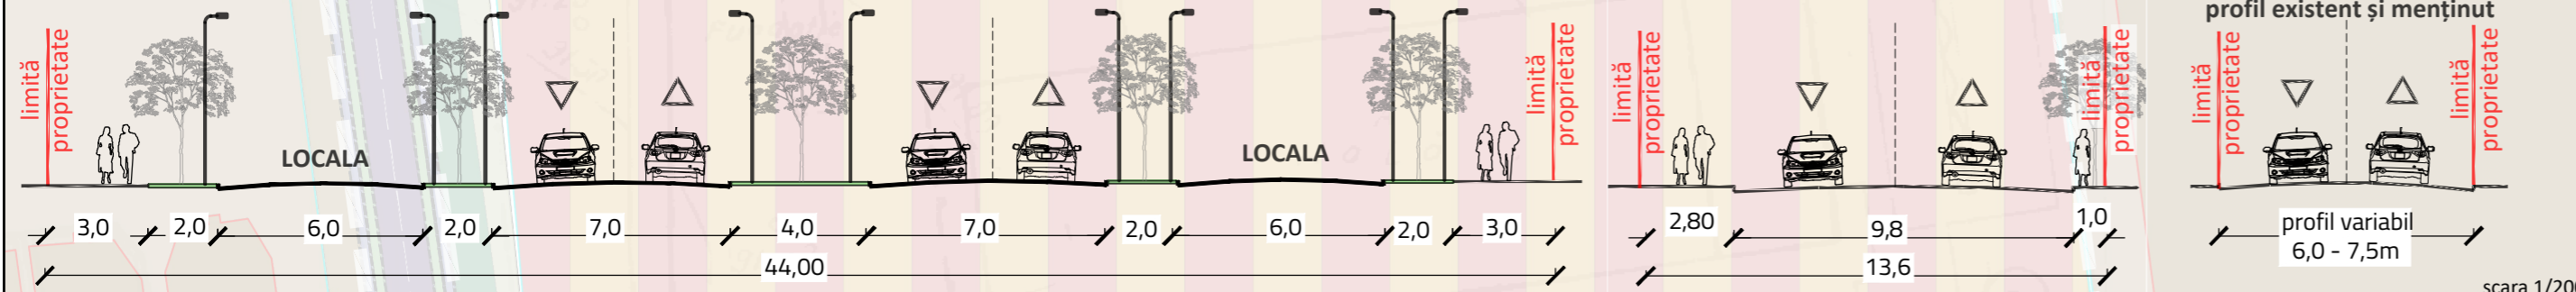 profil existent și menținut
limită
proprietate
LOCALA
LOCALA
limită
proprietate
limită
proprietate
limită
proprietate
limită
proprietate
limită
proprietate
3,0
2,0
6,0
2,0
7,0
4,0
7,0
2,0
6,0
2,0
3,0
44,00
2,80
9,8
1,0
13,6
profil variabil
6,0 - 7,5m